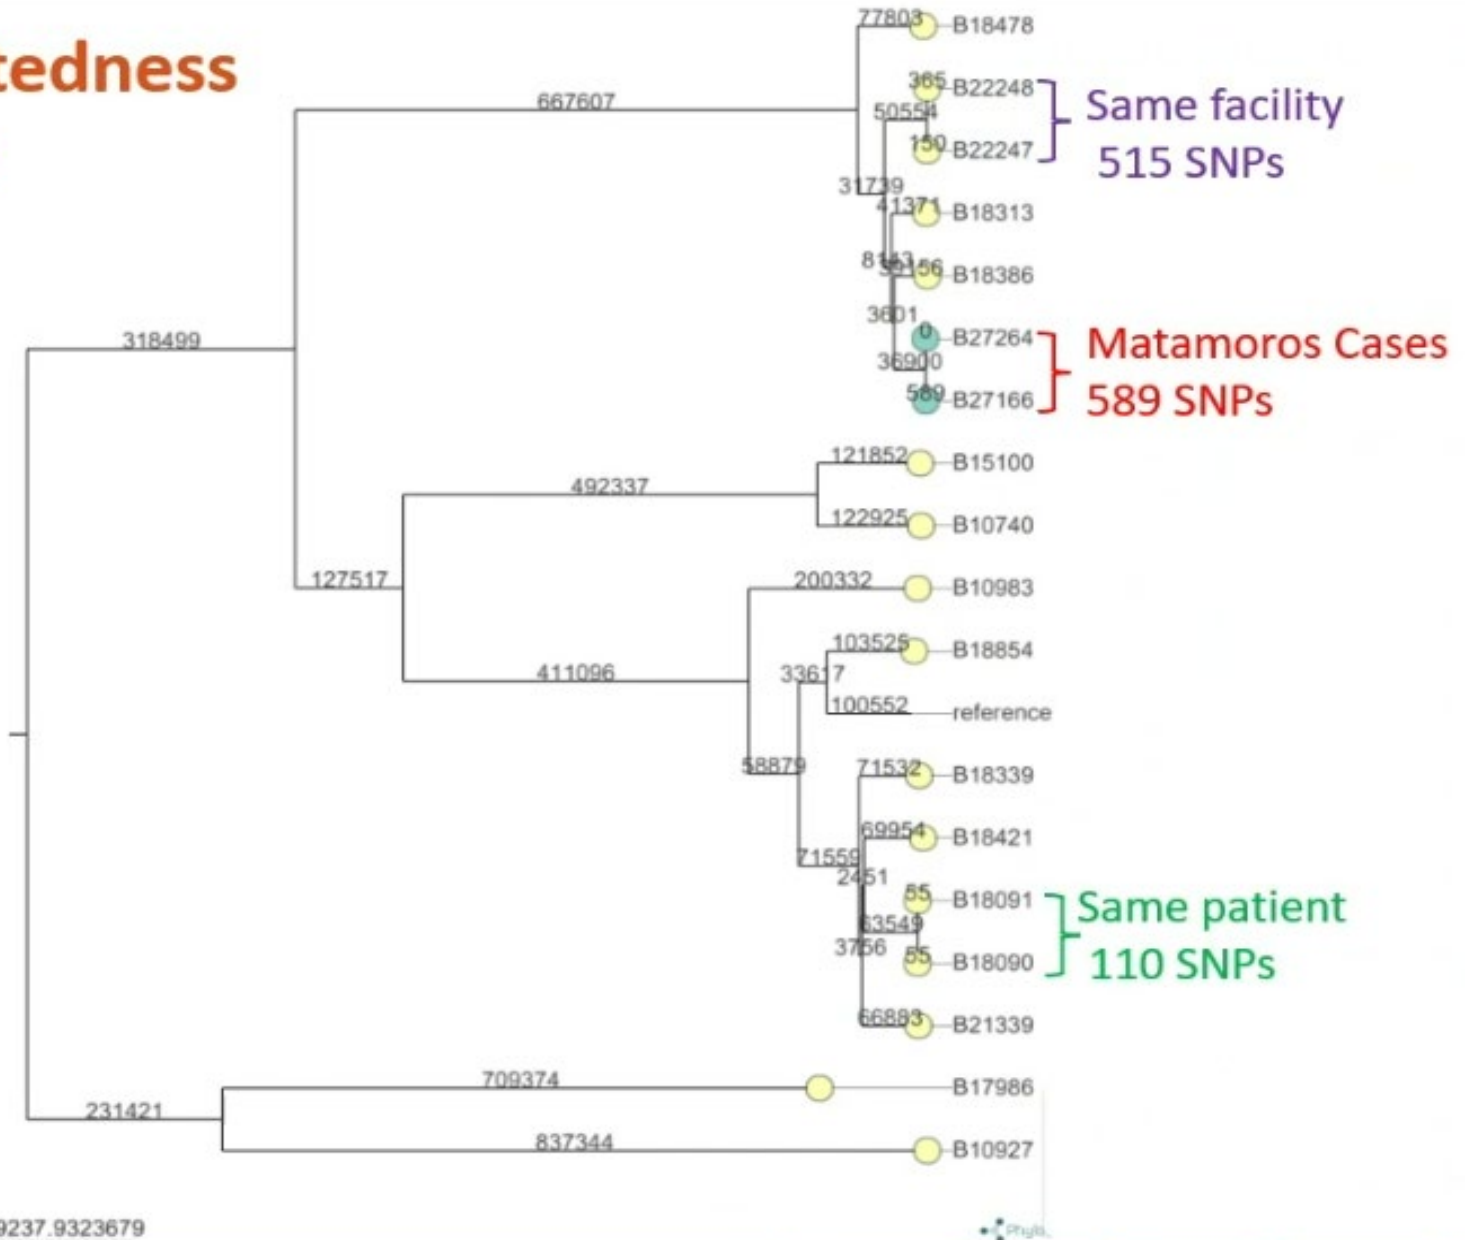 tedness
77803 B18478
365 B22248
Same facility
50554
150 B22247
515 SNPs
31739
41371 B18313
8143
B18386
3601
0 B27264
Matamoros Cases
36900
589 B27166
589 SNPs
121852 B15100
492337
122925 B10740
667607
318499
127517
200332 B10983
103525 B18854
33617
411096
100552 reference
58879
71532 B18339
69954 B18421
71559
2451
55 B18091
Same patient
63549
3756
55 B18090
110 SNPs
66883 B21339
709374 B17986
231421
837344 B10927
9237.9323679
Phylo